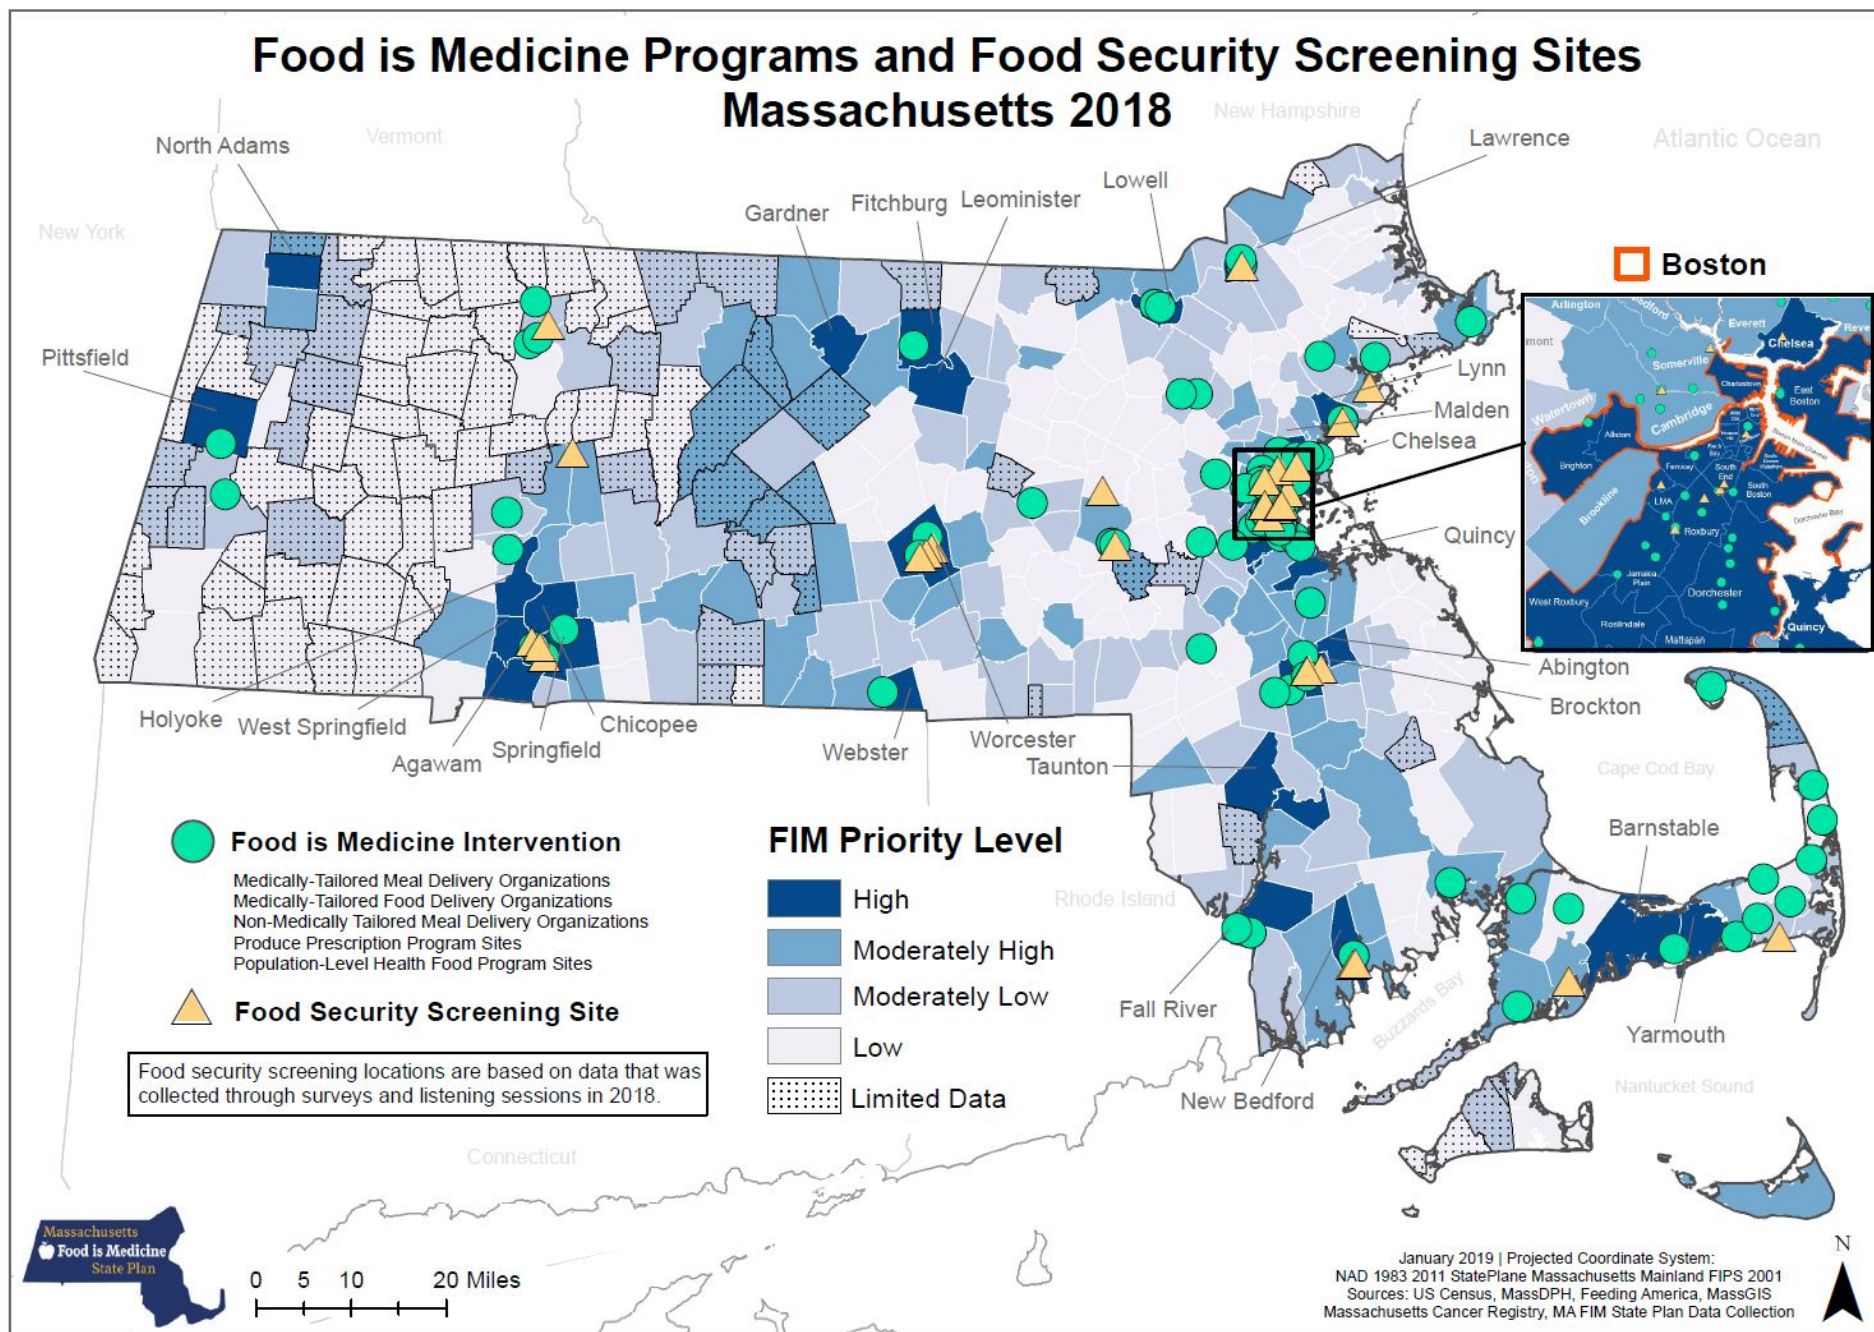 Food is Medicine Programs and Food Security Screening Sites
Massachusetts 2018
New Hampshire
Vermont
Atlantic Ocean
New York
North Adams
Lawrence
Lowell
Gardner
Fitchburg
Leominister
Pittsfield
Lynn
Malden
Chelsea
Quincy
Boston
Arlington
Everett
Chelsea
Somerville
Charlestown
East
Boston
Watertown
Cambridge
Allston
Brighton
Fenway
South
End
South
Boston
LMA
Brookline
Roxbury
Dorchester Bay
Jamaica
Plain
Dorchester
West Roxbury
Roslindale
Mattapan
Quincy
Abington
Brockton
Holyoke
West Springfield
Agawam
Springfield
Chicopee
Webster
Worcester
Taunton
Cape Cod Bay
Barnstable
Rhode Island
Fall River
Buzzards Bay
Yarmouth
New Bedford
Nantucket Sound
Connecticut
Food is Medicine Intervention
Medically-Tailored Meal Delivery Organizations
Medically-Tailored Food Delivery Organizations
Non-Medically Tailored Meal Delivery Organizations
Produce Prescription Program Sites
Population-Level Health Food Program Sites
Food Security Screening Site
Food security screening locations are based on data that was
collected through surveys and listening sessions in 2018.
FIM Priority Level
High
Moderately High
Moderately Low
Low
Limited Data
Massachusetts
Food is Medicine
State Plan
0 5 10 20 Miles
N
January 2019 | Projected Coordinate System:
NAD 1983 2011 StatePlane Massachusetts Mainland FIPS 2001
Sources: US Census, MassDPH, Feeding America, MassGIS
Massachusetts Cancer Registry, MA FIM State Plan Data Collection